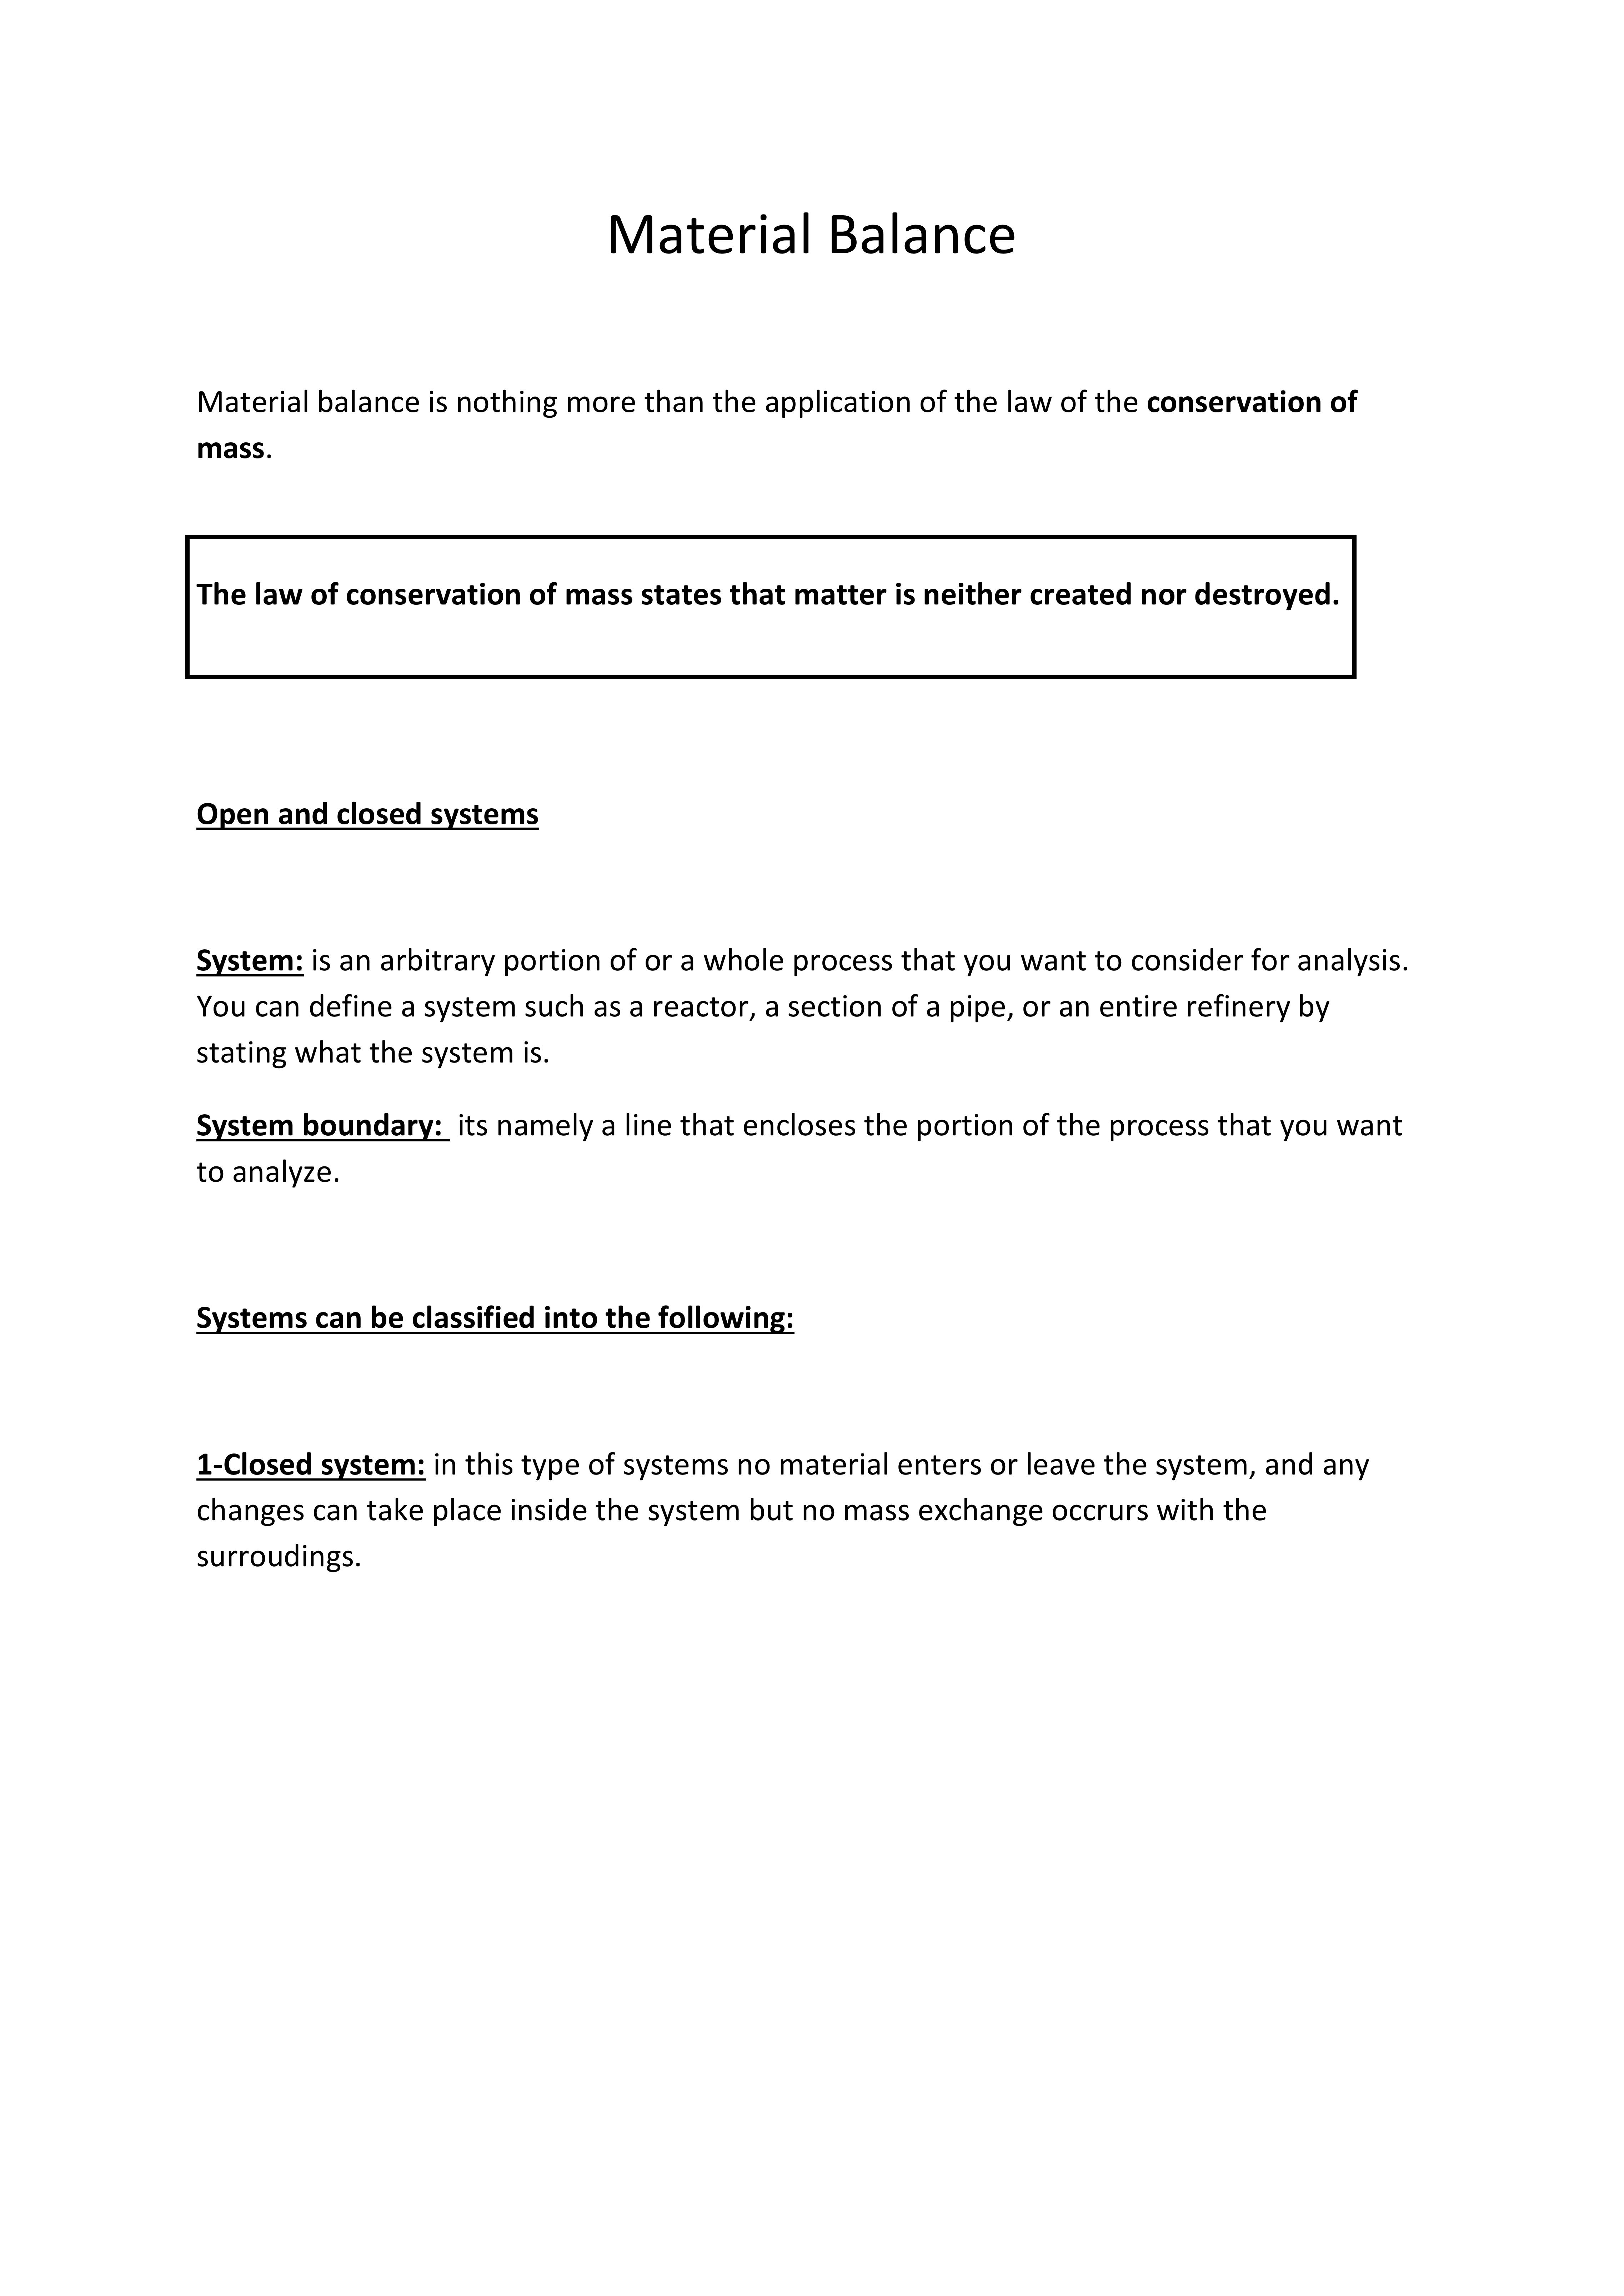 Material Balance
Material balance is nothing more than the application of the law of the conservation of
mass.
The law of conservation of mass states that matter is neither created nor destroyed.
Open and closed systems
System: is an arbitrary portion of or a whole process that you want to consider for analysis.
You can define a system such as a reactor, a section of a pipe, or an entire refinery by
stating what the system is.
System boundary:  its namely a line that encloses the portion of the process that you want
to analyze.
Systems can be classified into the following:
1-Closed system: in this type of systems no material enters or leave the system, and any
changes can take place inside the system but no mass exchange occrurs with the
surroudings.